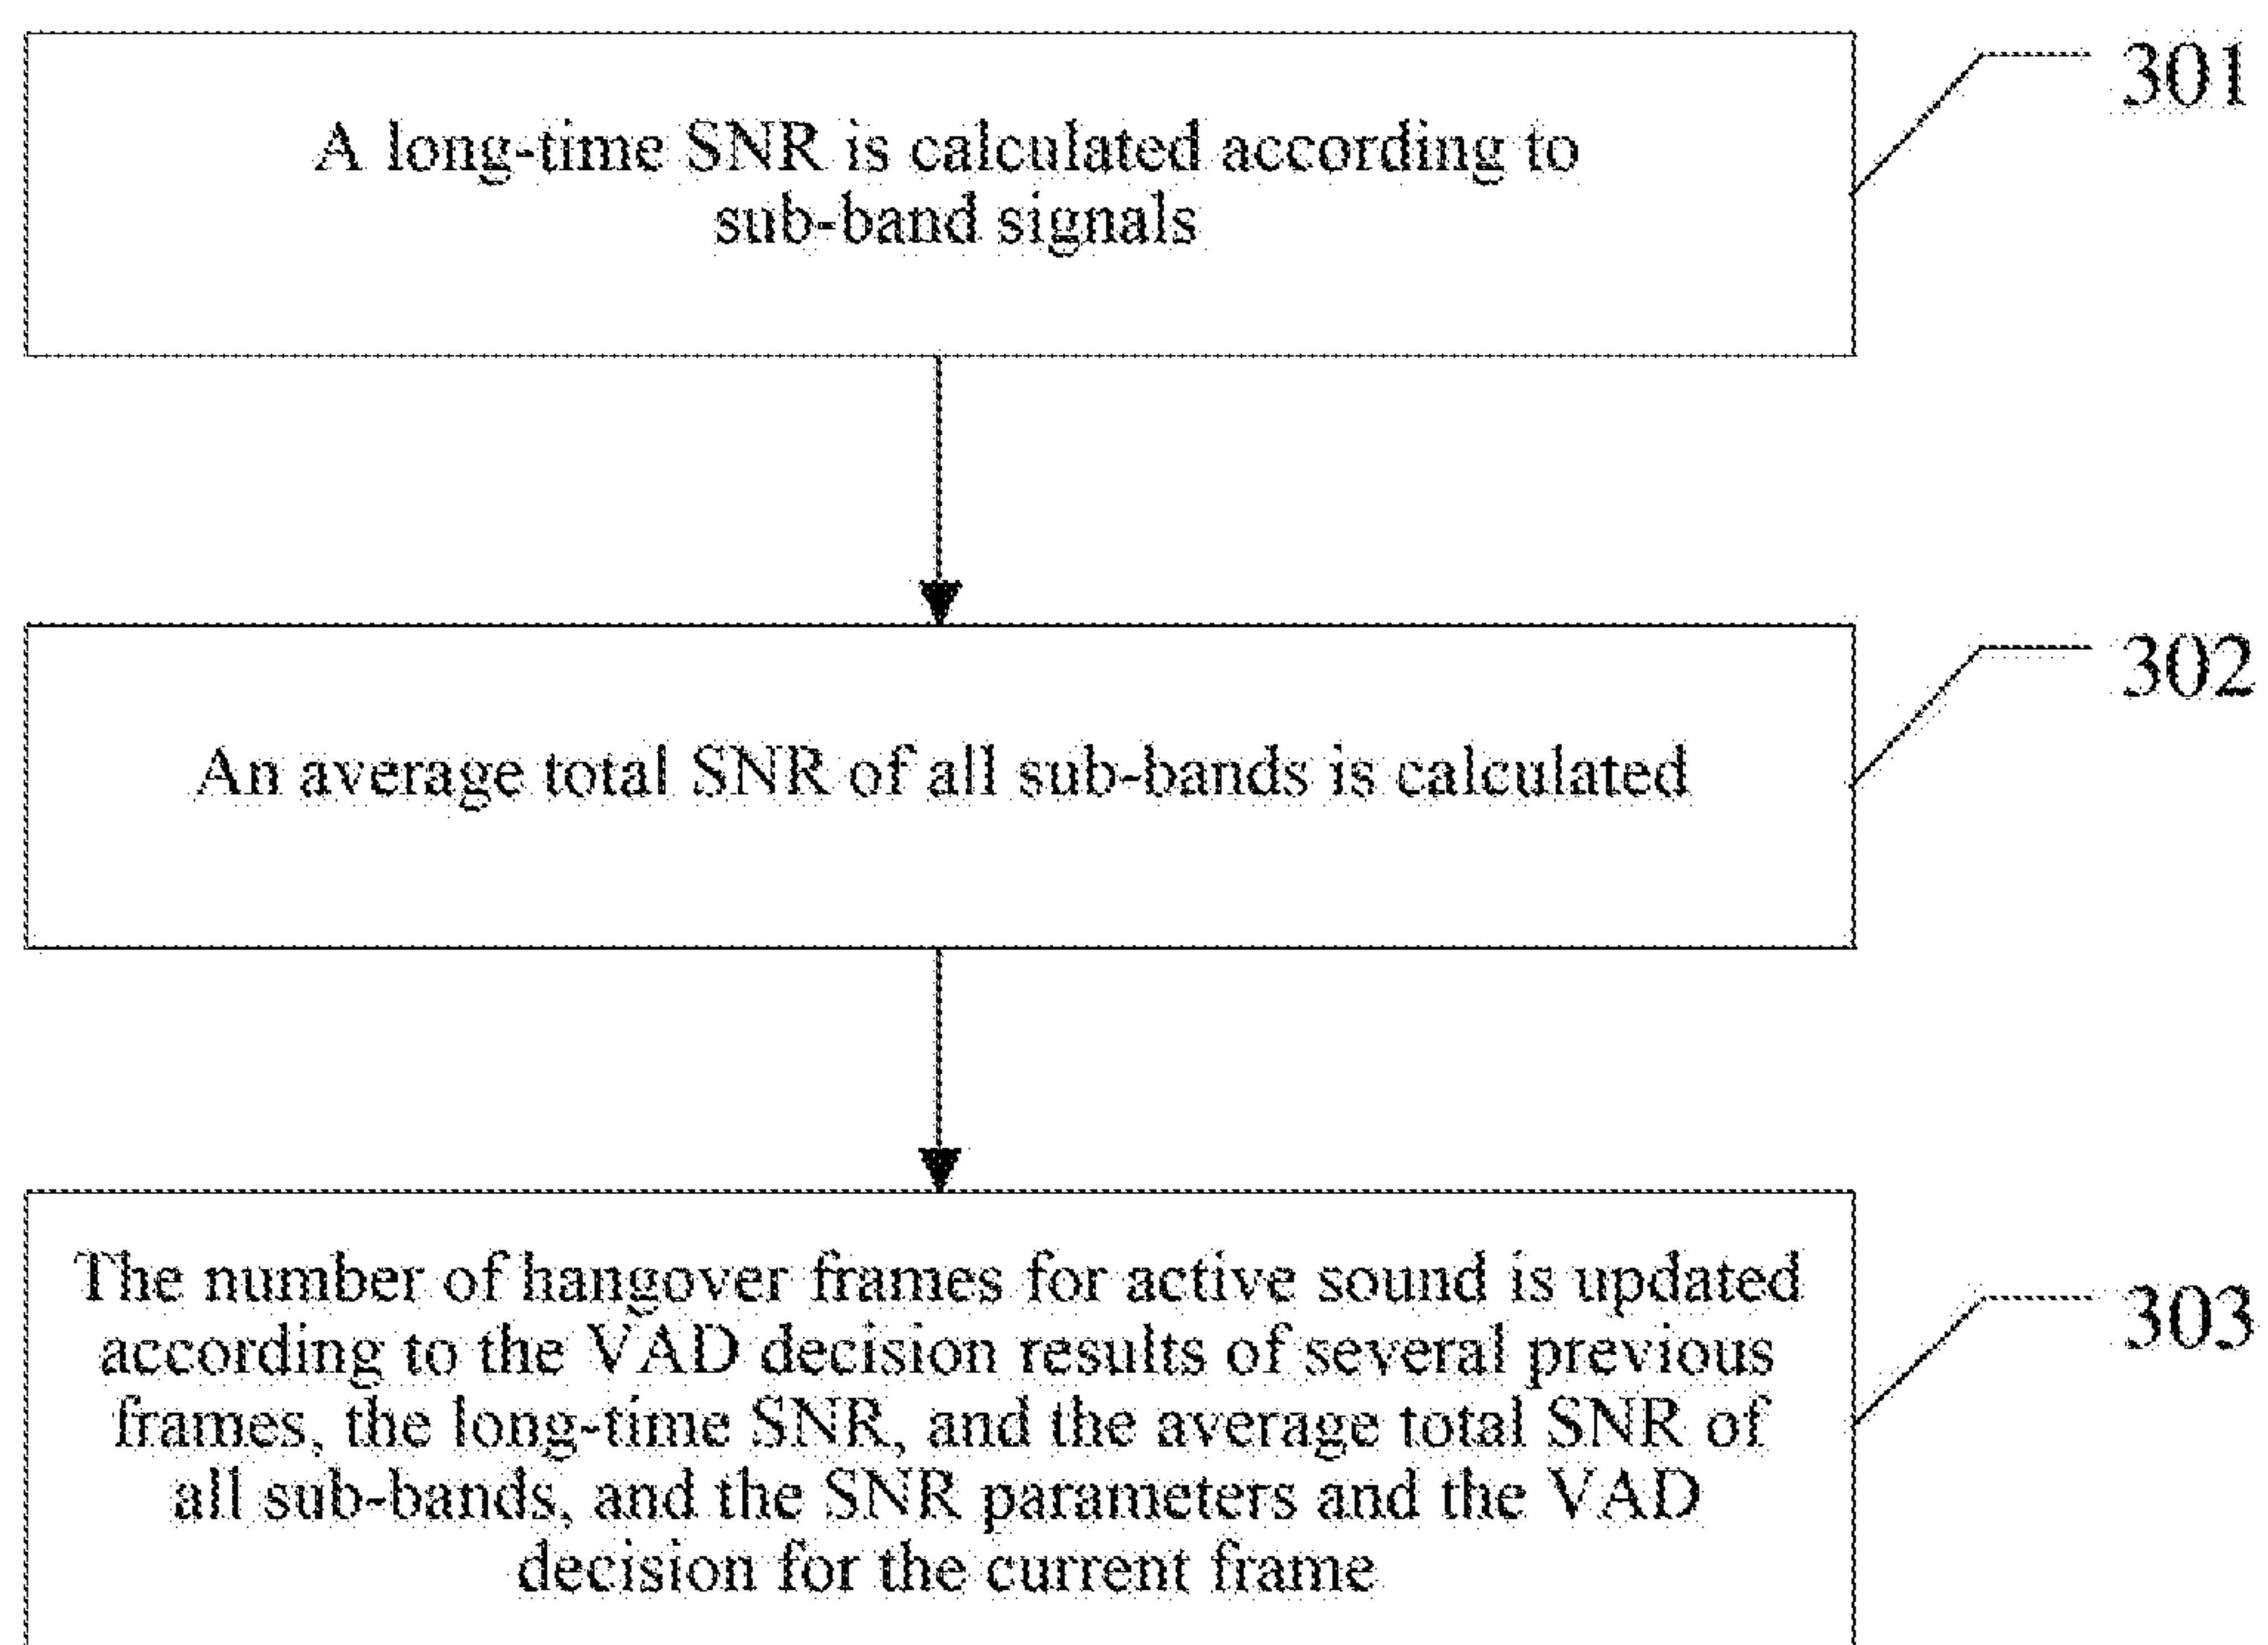 A long-time SNR is calculated according to
sub-band signals
301
An average total SNR of all sub-bands is calculated
302
The number of hangover frames for active sound is updated
according to the VAD decision results of several previous
frames, the long-time SNR, and the average total SNR of
all sub-bands, and the SNR parameters and the VAD
decision for the current frame
303